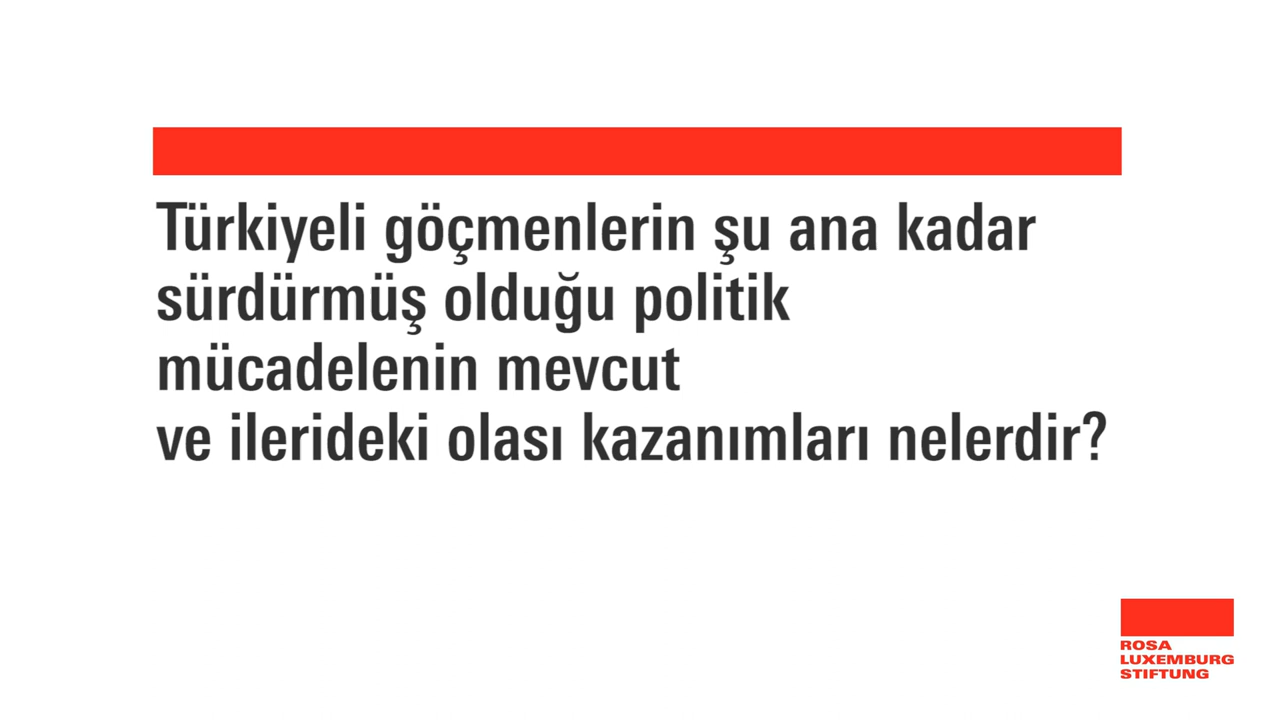 Türkiyeli göçmenlerin şu ana kadar
sürdürmüş olduğu politik
mücadelenin mevcut
ve ilerideki olası kazanımları nelerdir?
ROSA
LUXEMBURG
STIFTUNG